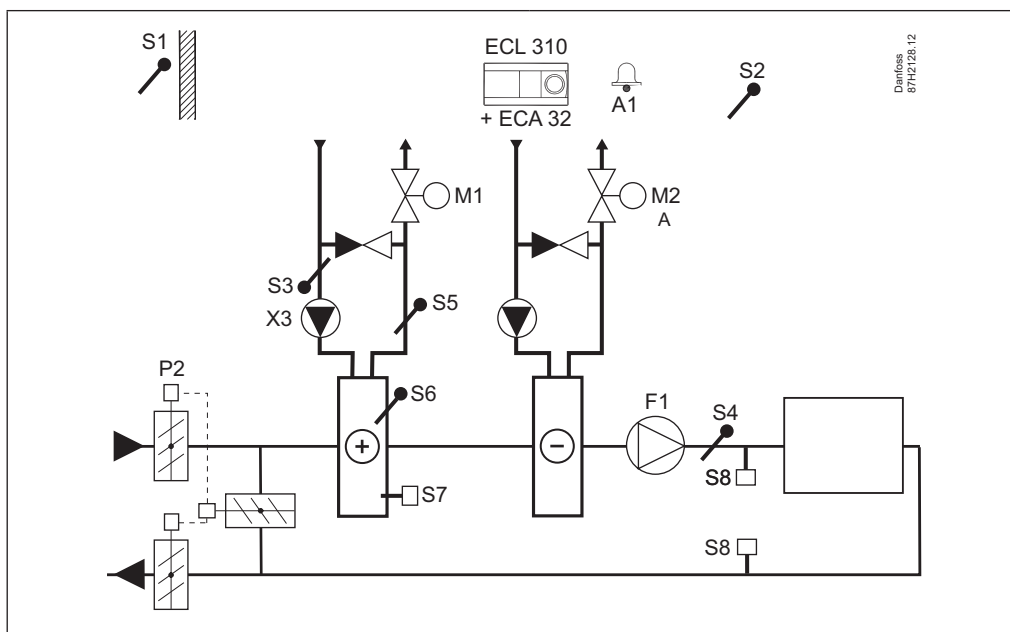 S1
ECL 310
+ ECA 32
A1
S2
Danfoss
87H2128.12
M1
M2
A
S3
X3
S5
P2
S6
F1
S4
S8
S7
S8